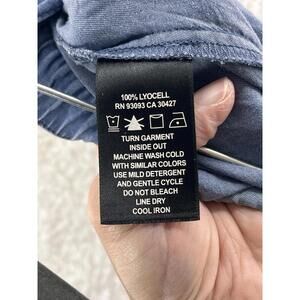 100% LYOCELL
RN 93093 CA 30427
TURN GARMENT
INSIDE OUT
MACHINE WASH COLD
WITH SIMILAR COLORS
USE MILD DETERGENT
AND GENTLE CYCLE
DO NOT BLEACH
LINE DRY
COOL IRON